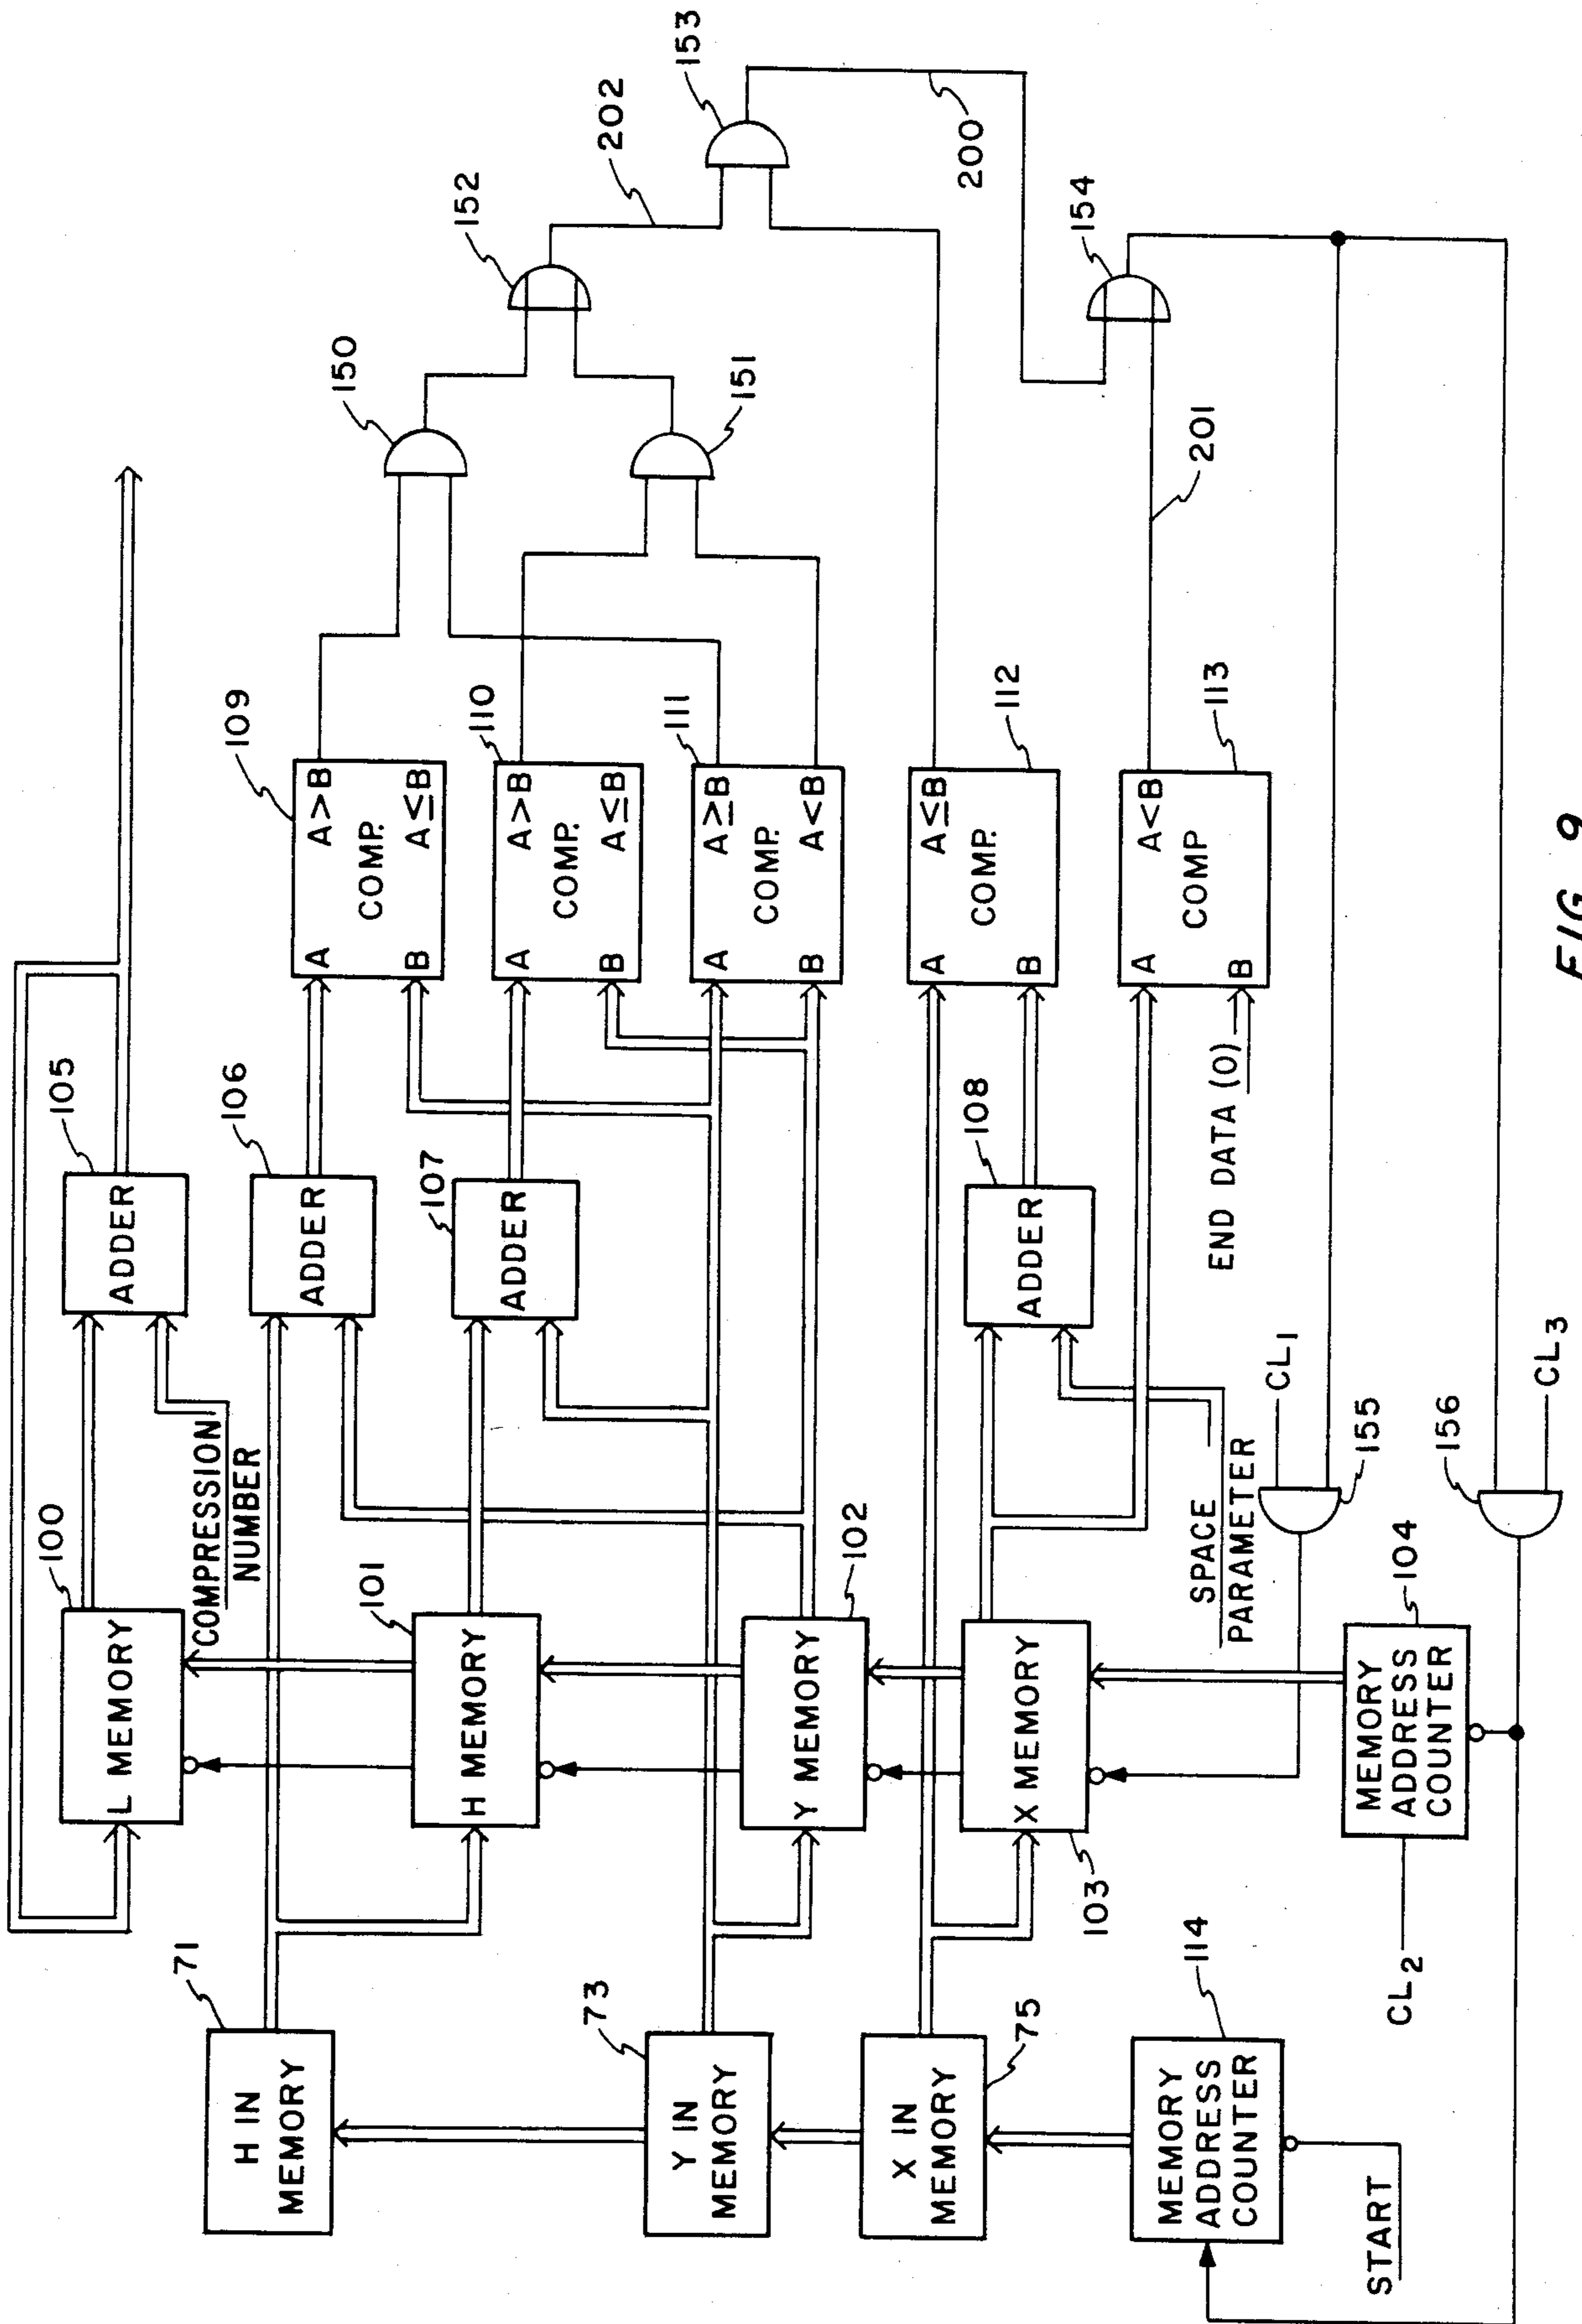 71
H IN
MEMORY
73
Y IN
MEMORY
X IN
MEMORY
75
114
MEMORY
ADDRESS
COUNTER
START
100
L MEMORY
COMPRESSION
NUMBER
101
H MEMORY
102
Y MEMORY
X MEMORY
103
SPACE
PARAMETER
104
MEMORY
ADDRESS
COUNTER
CL2
CL1
155
156
CL3
105
ADDER
106
ADDER
107
ADDER
108
ADDER
END DATA (0)
109
A A>B
COMP.
B A≤B
110
A A>B
COMP.
B A≤B
111
A A≥B
COMP.
B A<B
112
A A≤B
COMP.
B
113
A A<B
COMP
B
150
151
152
202
153
200
154
201
FIG 9